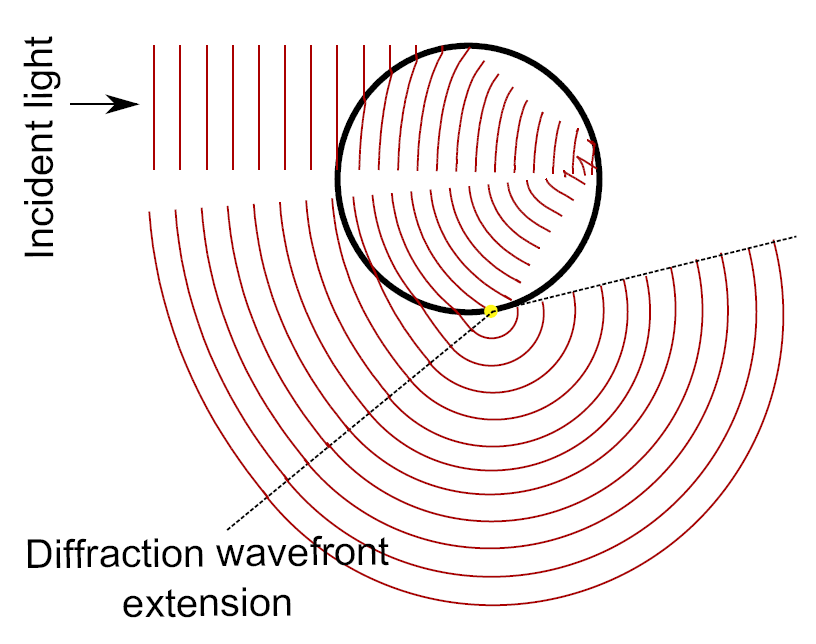 Incident light
Diffraction wavefront
extension